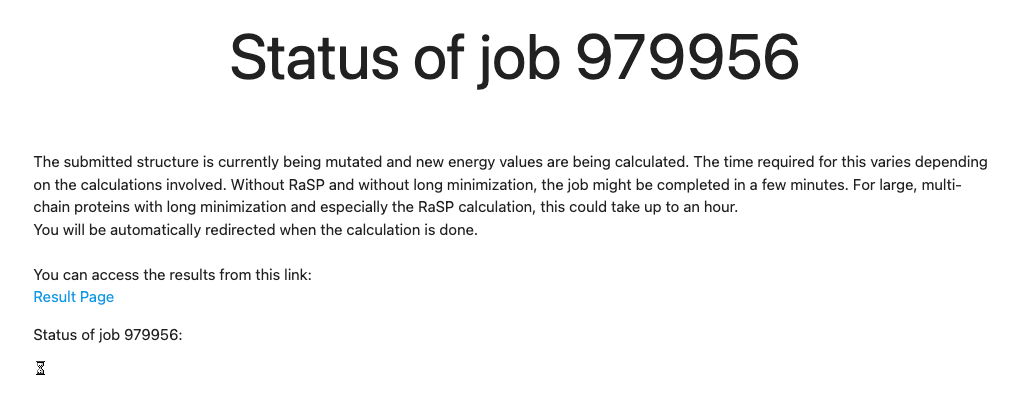 Status of job 979956
The submitted structure is currently being mutated and new energy values are being calculated. The time required for this varies depending
on the calculations involved. Without RaSP and without long minimization, the job might be completed in a few minutes. For large, multi-
chain proteins with long minimization and especially the RaSP calculation, this could take up to an hour.
You will be automatically redirected when the calculation is done.
You can access the results from this link:
Result Page
Status of job 979956: